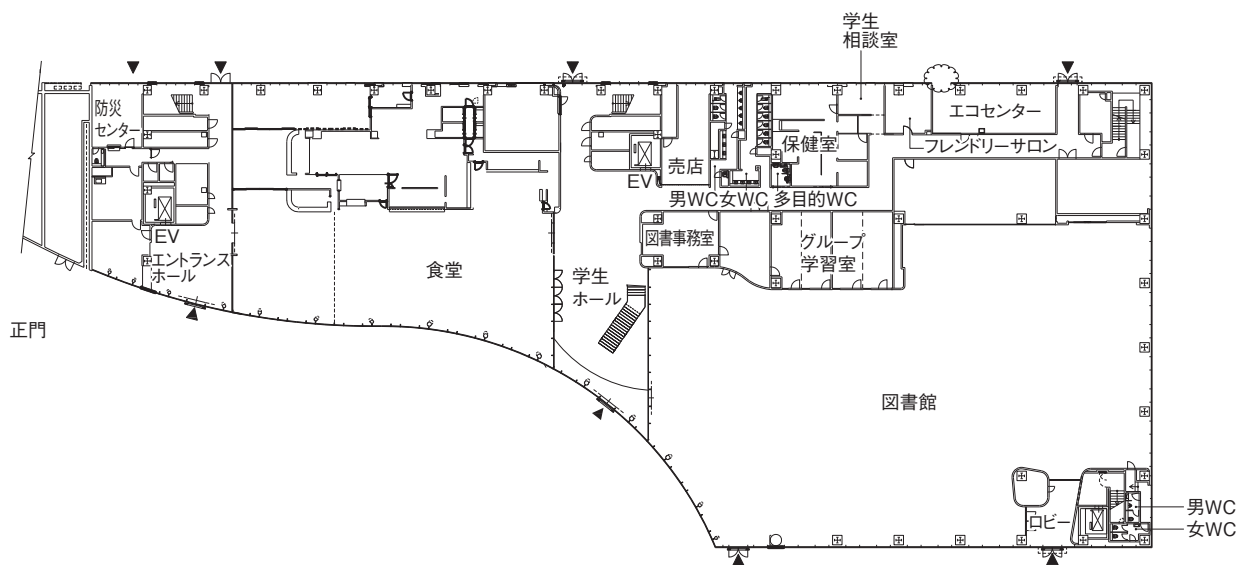 学生
相談室
防災
センター
エコセンター
保健室
フレンドリーサロン
売店
EV
男WC
女WC
多目的WC
EV
図書事務室
グループ
学習室
エントランス
ホール
食堂
学生
ホール
正門
図書館
ロビー
男WC
女WC